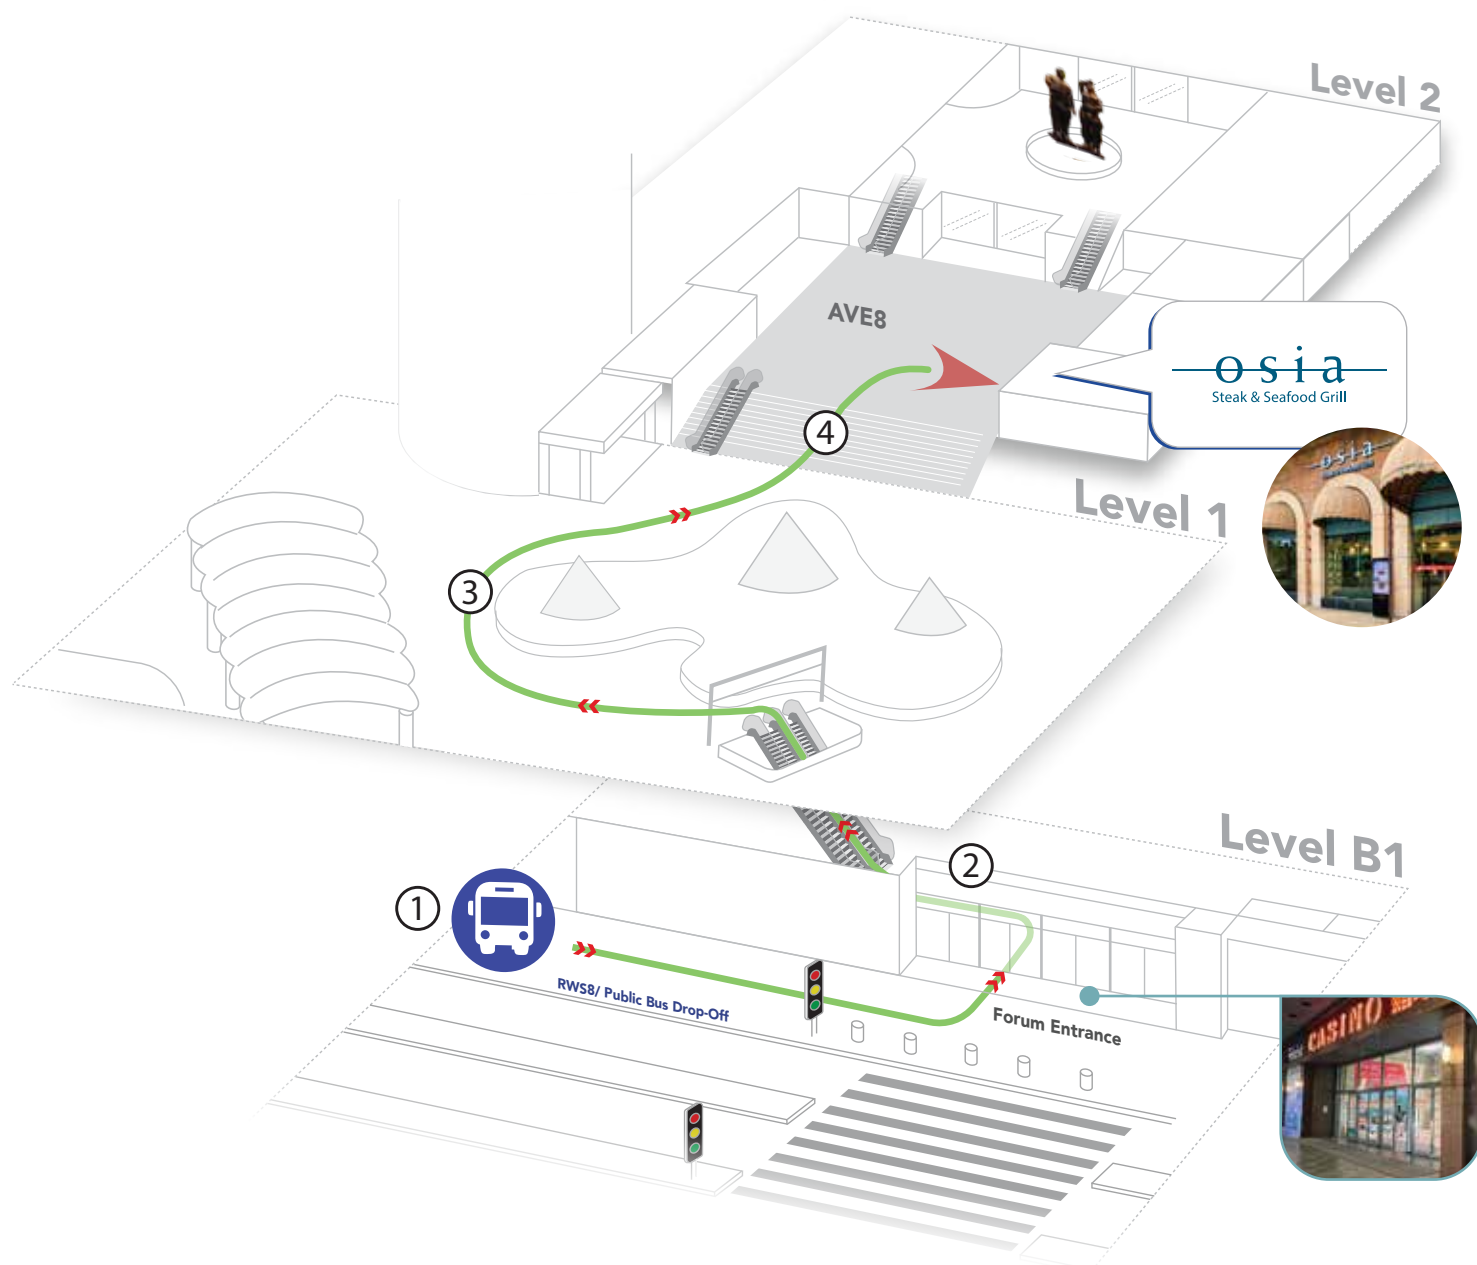 Level 2
AVE8
osia
Steak & Seafood Grill
osia
Level 1
3
4
Level B1
2
1
RWS8/ Public Bus Drop-Off
Forum Entrance
CASINO